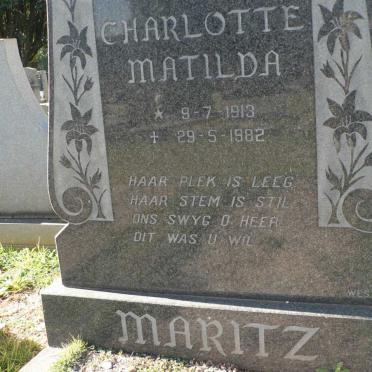 CHARLOTTE
MATILDA
* 9-7-1913
+ 29-5-1982
HAAR PLEK IS LEEG
HAAR STEM IS STIL
ONS SWYG O HEER
DIT WAS U WIL
MARITZ